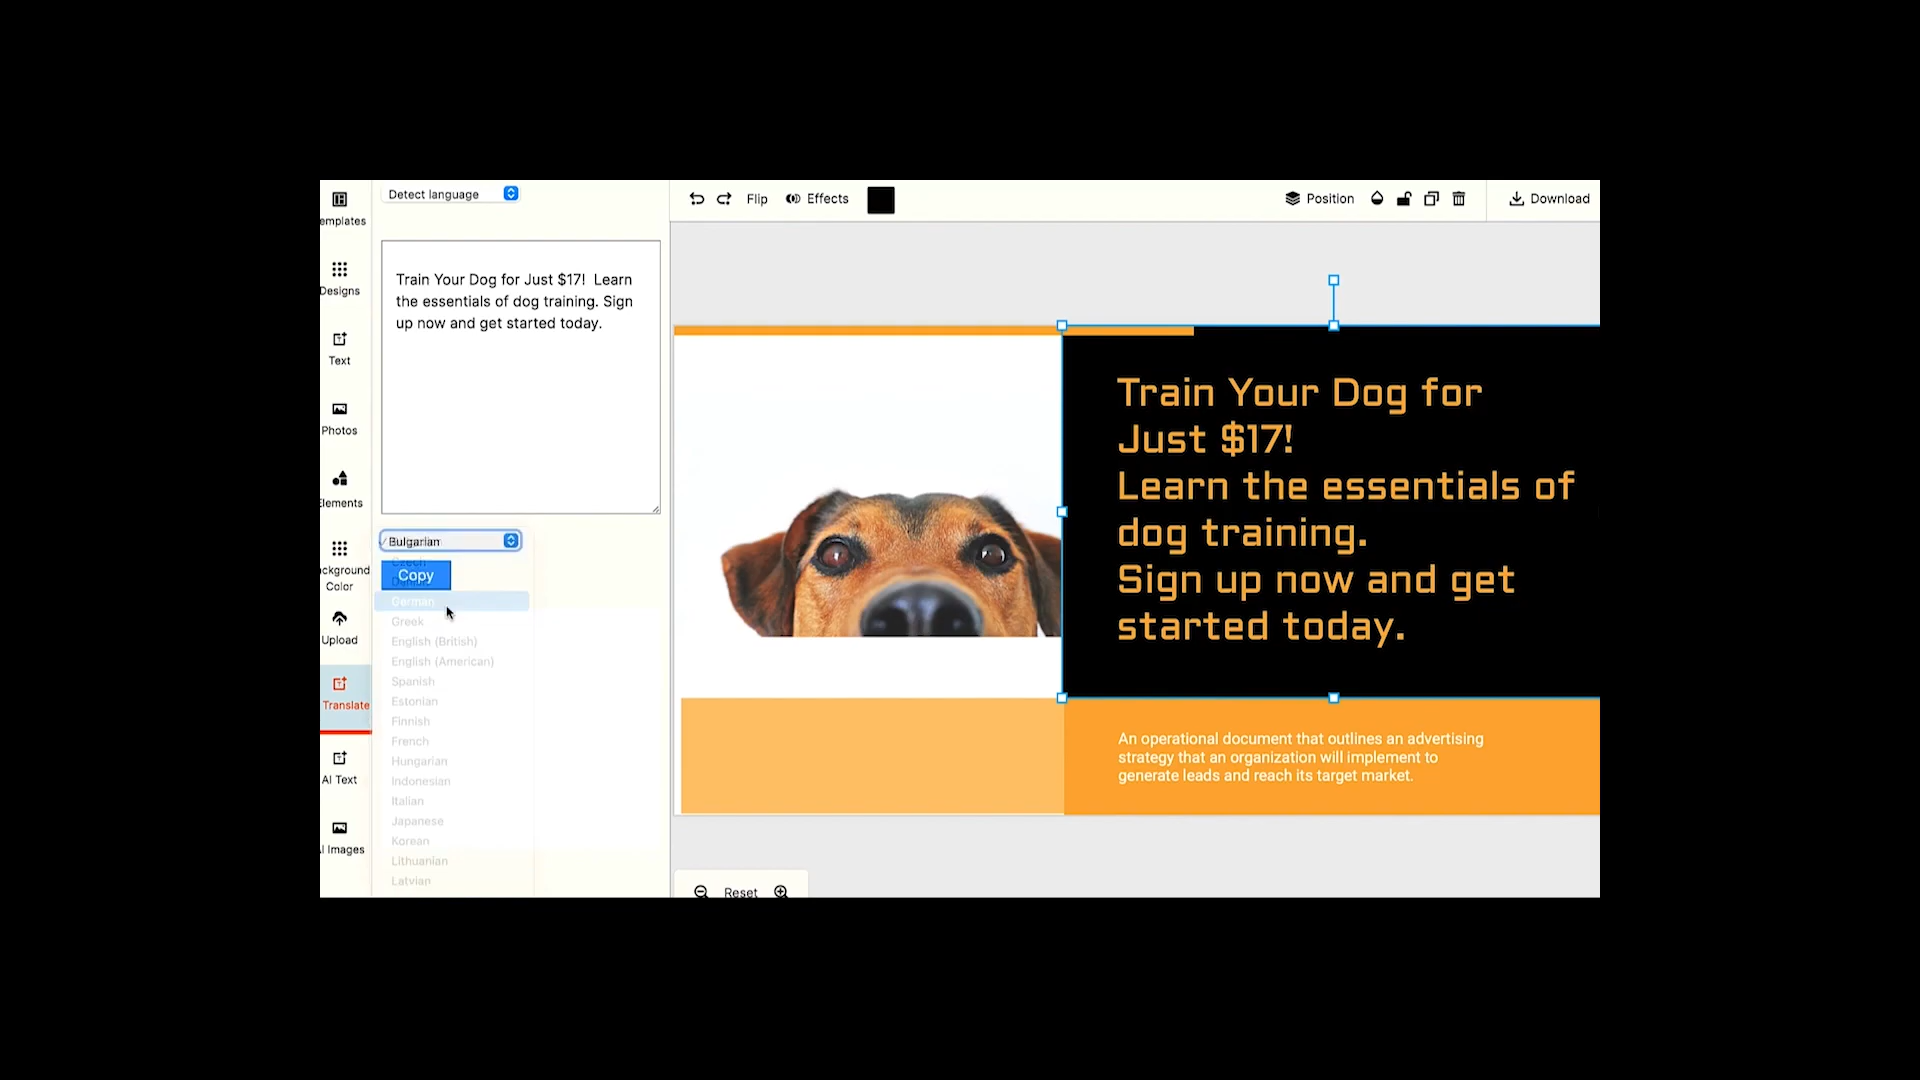 Detect language
Flip
Effects
Position
Download
emplates
Designs
Text
Photos
Elements
ckground
Color
Upload
Translate
AI Text
I Images
Train Your Dog for Just $17!  Learn
the essentials of dog training. Sign
up now and get started today.
Bulgarian
Czech
Copy
German
Greek
English (British)
English (American)
Spanish
Estonian
Finnish
French
Hungarian
Indonesian
Italian
Japanese
Korean
Lithuanian
Latvian
Train Your Dog for
Just $17!
Learn the essentials of
dog training.
Sign up now and get
started today.
An operational document that outlines an advertising
strategy that an organization will implement to
generate leads and reach its target market.
Reset